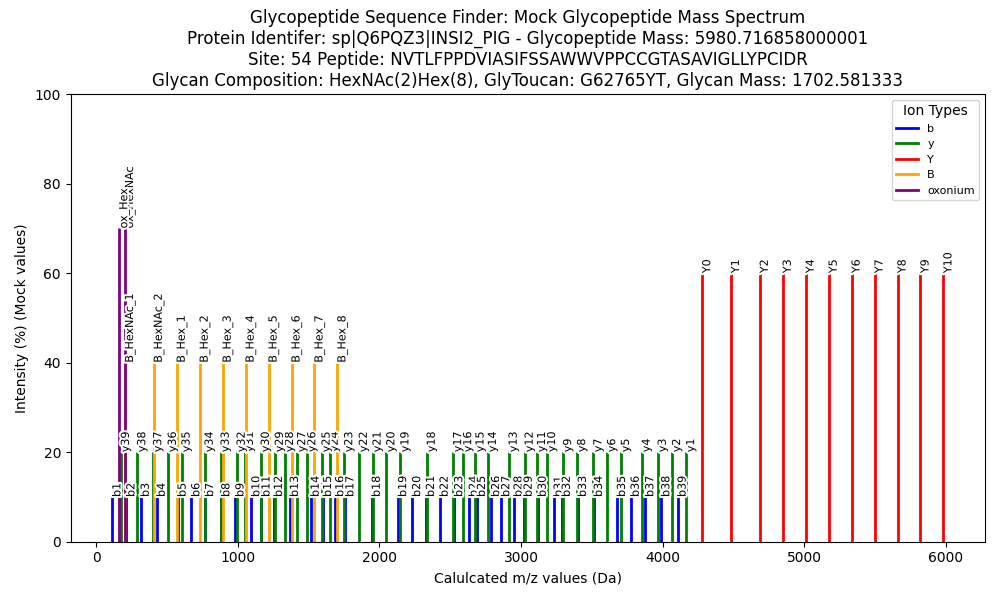 Glycopeptide Sequence Finder: Mock Glycopeptide Mass Spectrum
Protein Identifer: sp|Q6PQZ3|INSI2_PIG - Glycopeptide Mass: 5980.716858000001
Site: 54 Peptide: NVTLFPPDVIASIFSSAWWVPPCCGTASAVIGLLYPCIDR
Glycan Composition: HexNAc(2)Hex(8), GlyToucan: G62765YT, Glycan Mass: 1702.581333
Intensity (%) (Mock values)
100
80
60
40
20
0
Ion Types
b
y
Y
B
oxonium
ox_Hex
ox_HexNAc
Y0 Y1 Y2 Y3 Y4 Y5 Y6 Y7 Y8 Y9 Y10
B_HexNAc_1 B_HexNAc_2 B_Hex_1 B_Hex_2 B_Hex_3 B_Hex_4 B_Hex_5 B_Hex_6 B_Hex_7 B_Hex_8
y39 y38 y37 y36 y35 y34 y33 y32 y31 y30 y29 y28 y27 y26 y25 y24 y23 y22 y21 y20 y19 y18 y17 y16 y15 y14 y13 y12 y11 y10 y9 y8 y7 y6 y5 y4 y3 y2 y1
b1 b2 b3 b4 b5 b6 b7 b8 b9 b10 b11 b12 b13 b14 b15 b16 b17 b18 b19 b20 b21 b22 b23 b24 b25 b26 b27 b28 b29 b30 b31 b32 b33 b34 b35 b36 b37 b38 b39
0 1000 2000 3000 4000 5000 6000
Calulcated m/z values (Da)